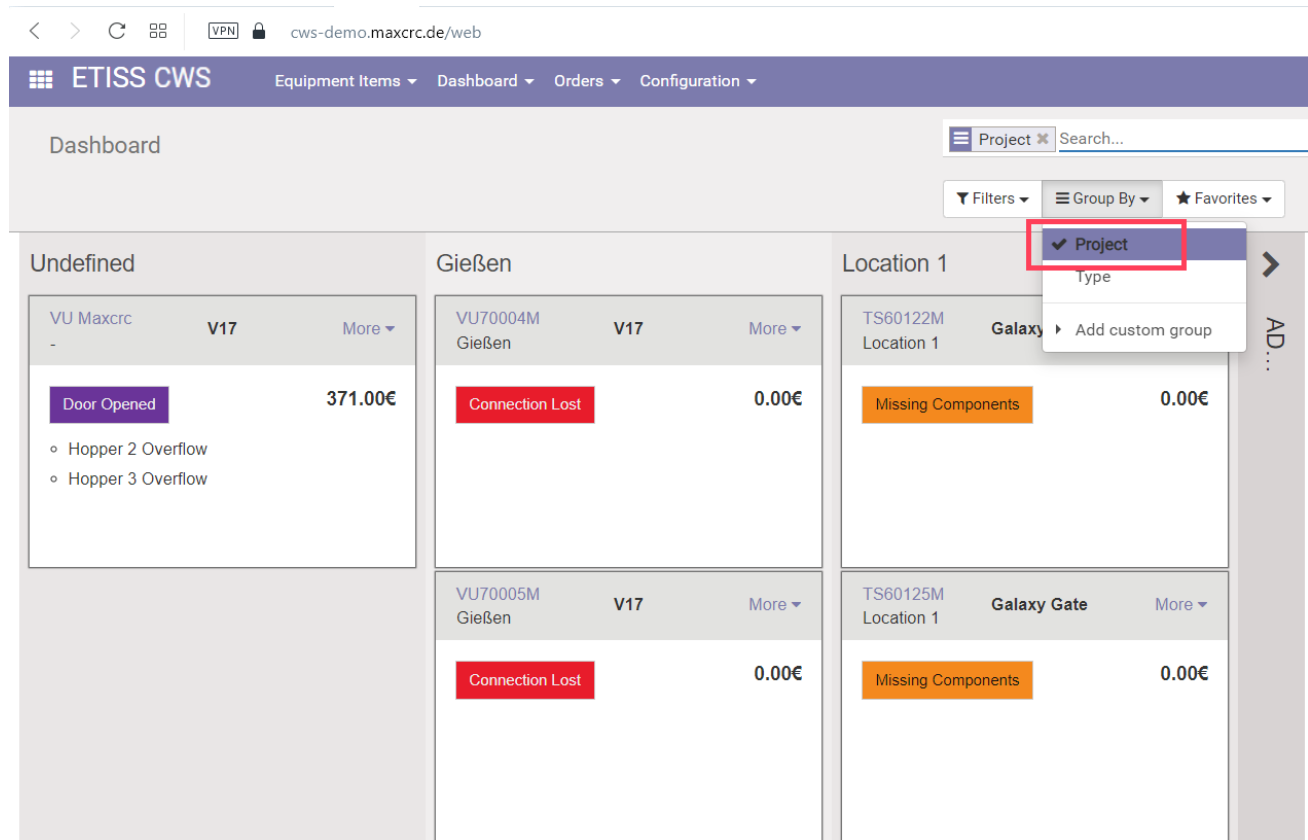 VPN cws-demo.maxcrc.de/web
ETISS CWS Equipment Items Dashboard Orders Configuration
Dashboard
Project Search...
Filters Group By Favorites
Project
Type
Add custom group
Undefined
VU Maxcrc V17 More
-
Door Opened 371.00€
Hopper 2 Overflow
Hopper 3 Overflow
Gießen
VU70004M V17 More
Gießen
Connection Lost 0.00€
VU70005M V17 More
Gießen
Connection Lost 0.00€
Location 1
TS60122M Galaxy
Location 1
Missing Components 0.00€
TS60125M Galaxy Gate More
Location 1
Missing Components 0.00€
AD...